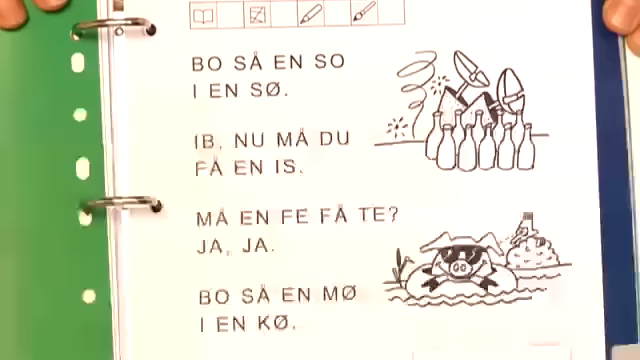 BO SÅ EN SO
I EN SØ.
IB, NU MÅ DU
FÅ EN IS.
MÅ EN FE FÅ TE?
JA, JA.
BO SÅ EN MØ
I EN KØ.